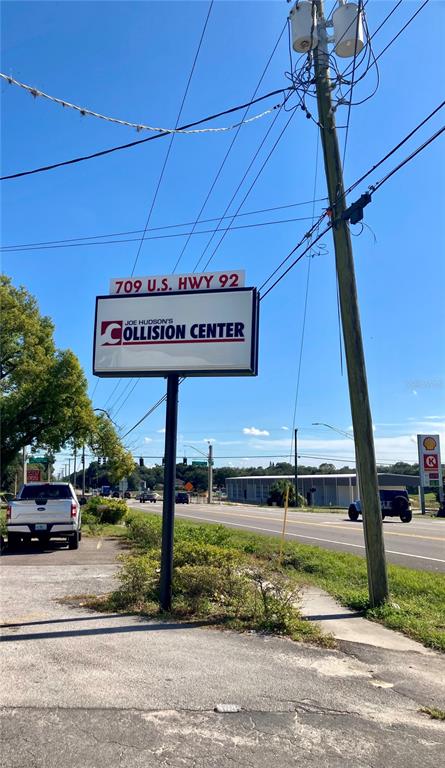 709 U.S. HWY 92
JOE HUDSON'S
COLLISION CENTER
K